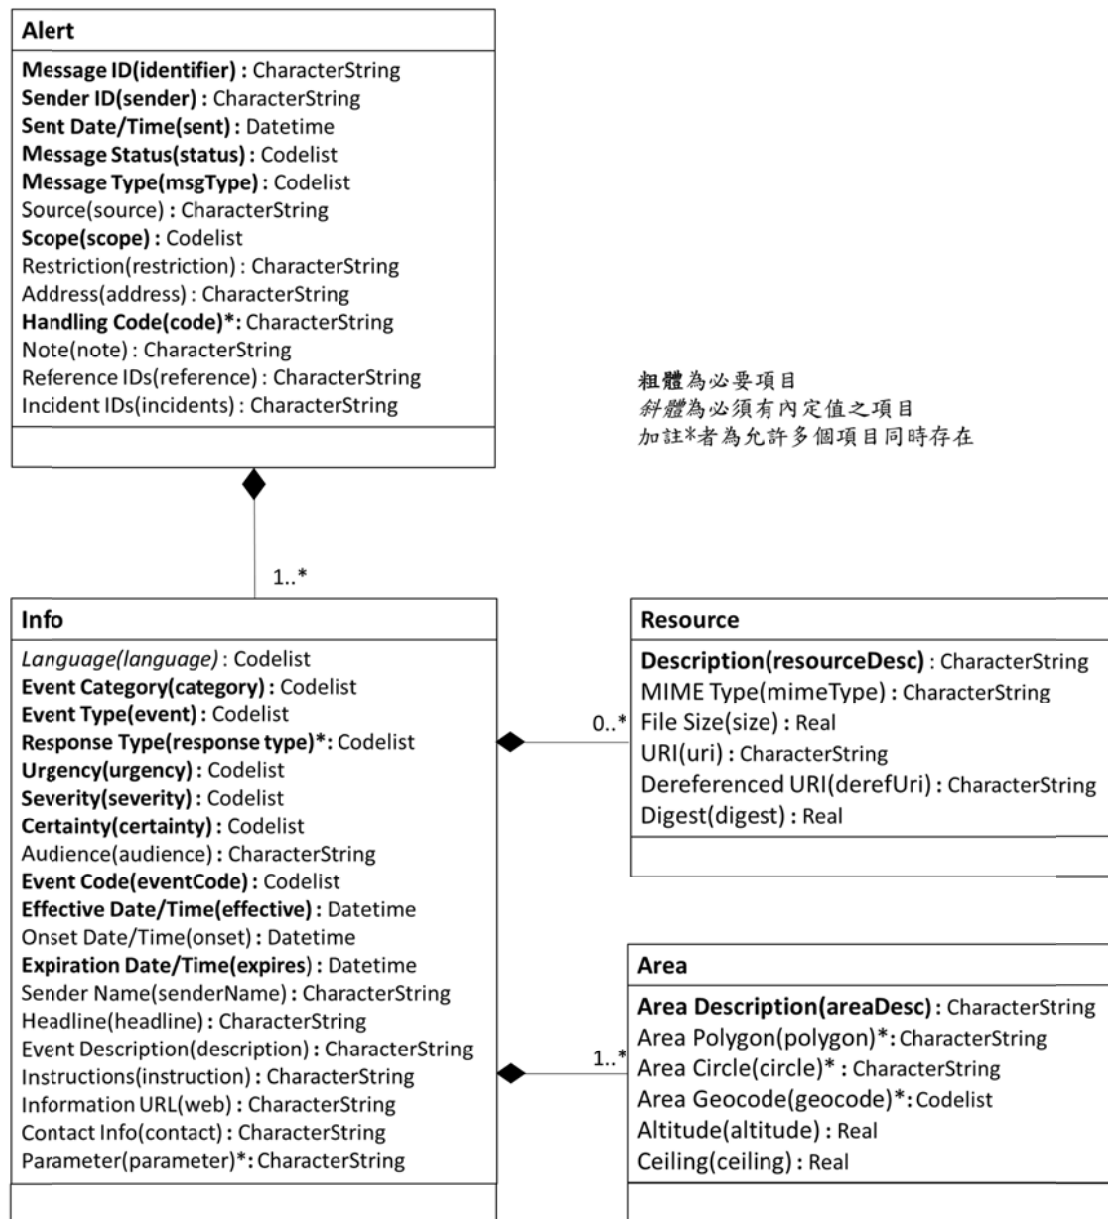 Alert
Message ID(identifier) : CharacterString
Sender ID(sender) : CharacterString
Sent Date/Time(sent) : Datetime
Message Status(status) : Codelist
Message Type(msgType) : Codelist
Source(source) : CharacterString
Scope(scope) : Codelist
Restriction(restriction) : CharacterString
Address(address) : CharacterString
Handling Code(code)*: CharacterString
Note(note) : CharacterString
Reference IDs(reference) : CharacterString
Incident IDs(incidents) : CharacterString
粗體為必要項目
斜體為必須有內定值之項目
加註*者為允許多個項目同時存在
1..*
Info
Language(language) : Codelist
Event Category(category) : Codelist
Event Type(event) : Codelist
Response Type(response type)*: Codelist
Urgency(urgency) : Codelist
Severity(severity) : Codelist
Certainty(certainty) : Codelist
Audience(audience) : CharacterString
Event Code(eventCode) : Codelist
Effective Date/Time(effective) : Datetime
Onset Date/Time(onset) : Datetime
Expiration Date/Time(expires) : Datetime
Sender Name(senderName) : CharacterString
Headline(headline) : CharacterString
Event Description(description) : CharacterString
Instructions(instruction) : CharacterString
Information URL(web) : CharacterString
Contact Info(contact) : CharacterString
Parameter(parameter)*: CharacterString
0..*
Resource
Description(resourceDesc) : CharacterString
MIME Type(mimeType) : CharacterString
File Size(size) : Real
URI(uri) : CharacterString
Dereferenced URI(derefUri) : CharacterString
Digest(digest) : Real
1..*
Area
Area Description(areaDesc) : CharacterString
Area Polygon(polygon)*: CharacterString
Area Circle(circle)* : CharacterString
Area Geocode(geocode)*:Codelist
Altitude(altitude) : Real
Ceiling(ceiling) : Real